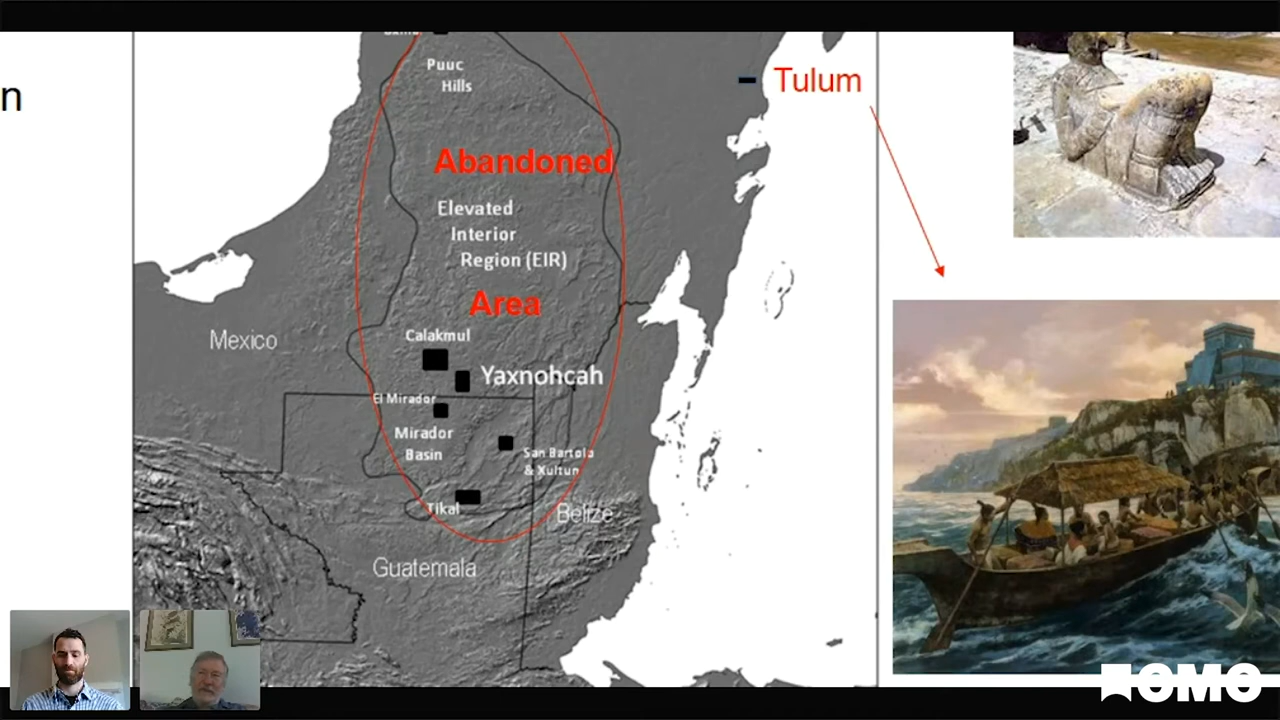 n
Puuc
Hills
Tulum
Abandoned
Elevated
Interior
Region (EIR)
Area
Calakmul
Mexico
Yaxnohcah
El Mirador
Mirador
Basin
San Bartolo
& Xultun
Tikal
Belize
Guatemala
OMO